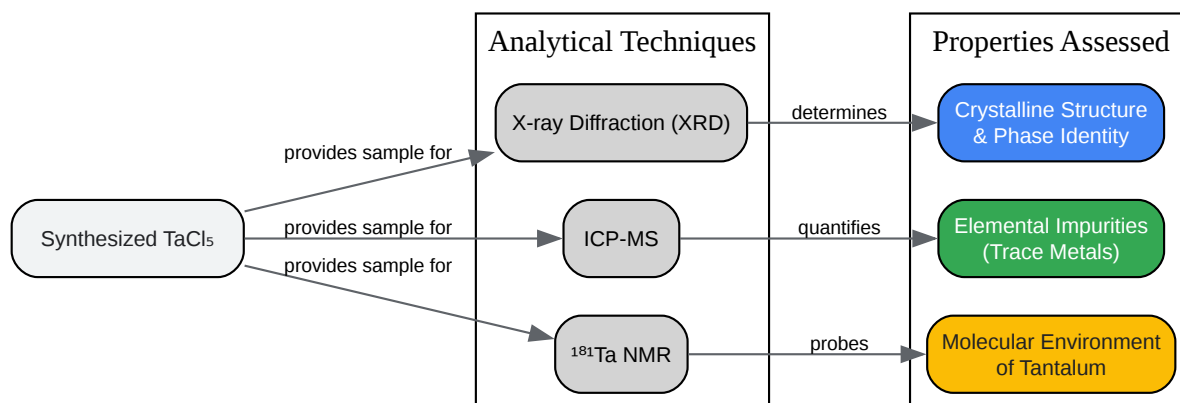 Analytical Techniques
Properties Assessed
X-ray Diffraction (XRD)
determines
Crystalline Structure
& Phase Identity
provides sample for
Synthesized TaCl₅
provides sample for
ICP-MS
quantifies
Elemental Impurities
(Trace Metals)
provides sample for
¹⁸¹Ta NMR
probes
Molecular Environment
of Tantalum